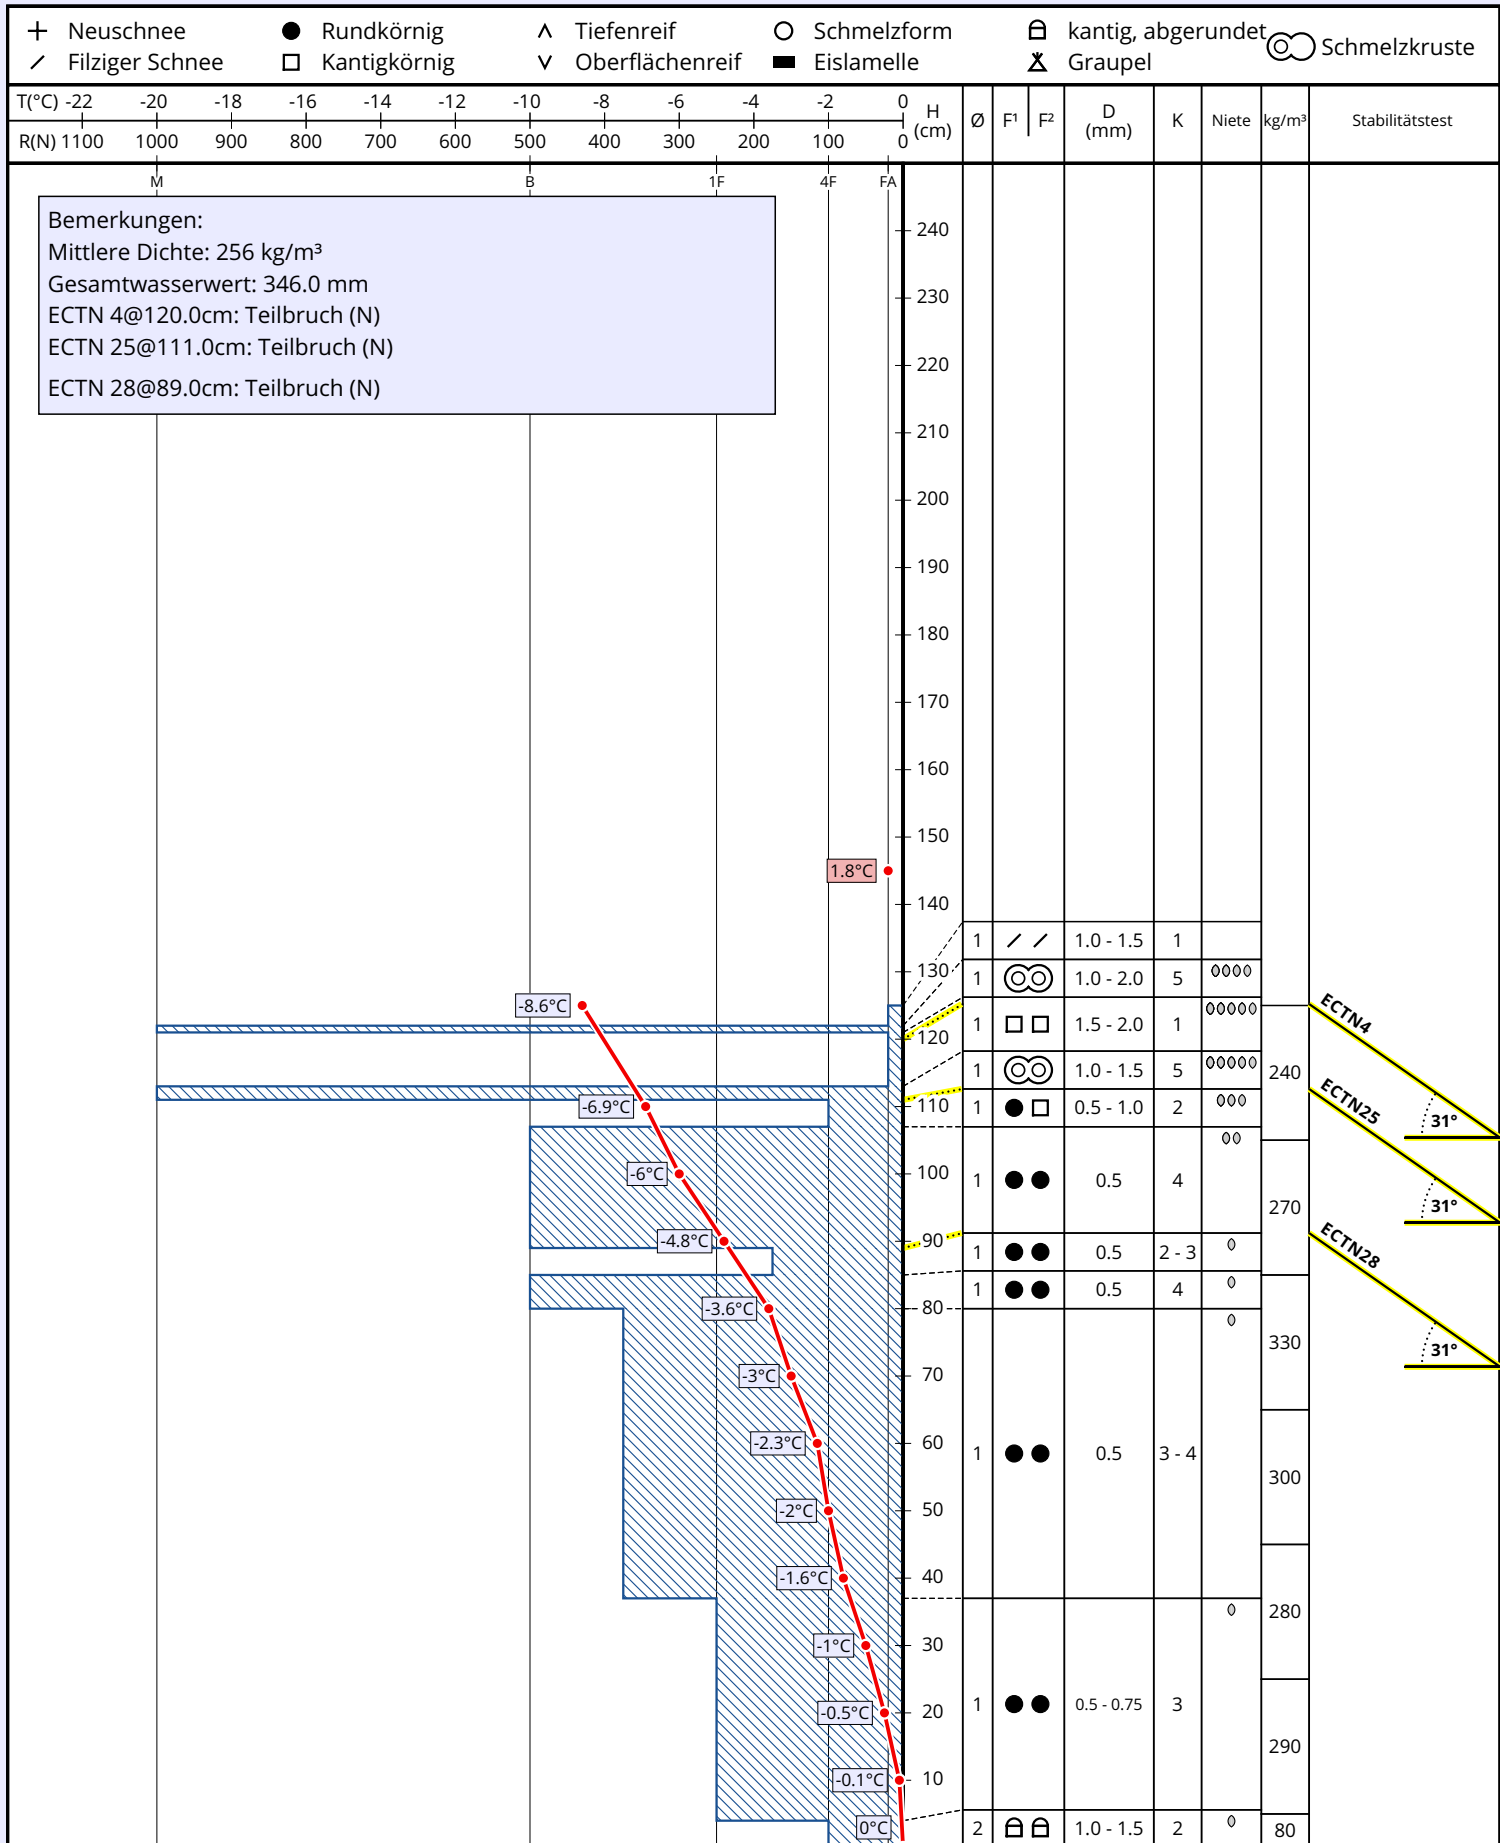 Neuschnee Rundkörnig Tiefenreif Schmelzform kantig, abgerundet Schmelzkruste
Filziger Schnee Kantigkörnig Oberflächenreif Eislamelle Graupel
T(°C) -22 -20 -18 -16 -14 -12 -10 -8 -6 -4 -2 0
R(N) 1100 1000 900 800 700 600 500 400 300 200 100 0
H (cm) Ø F¹ F² D (mm) K Niete kg/m³ Stabilitätstest
M B 1F 4F FA
Bemerkungen:
Mittlere Dichte: 256 kg/m³
Gesamtwasserwert: 346.0 mm
ECTN 4@120.0cm: Teilbruch (N)
ECTN 25@111.0cm: Teilbruch (N)
ECTN 28@89.0cm: Teilbruch (N)
240
230
220
210
200
190
180
170
160
150
1.8°C
140
1 1.0 - 1.5 1
130
1 1.0 - 2.0 5
-8.6°C
ECTN4
1 1.5 - 2.0 1
120
1 1.0 - 1.5 5 240
-6.9°C 110 1 0.5 - 1.0 2
ECTN25
31°
-6°C 100 1 0.5 4
270
31°
-4.8°C 90
ECTN28
1 0.5 2 - 3
1 0.5 4
-3.6°C 80
330
31°
-3°C 70
-2.3°C 60 1 0.5 3 - 4
300
-2°C 50
-1.6°C 40
280
-1°C 30
-0.5°C 20 1 0.5 - 0.75 3
290
-0.1°C 10
0°C 2 1.0 - 1.5 2 80